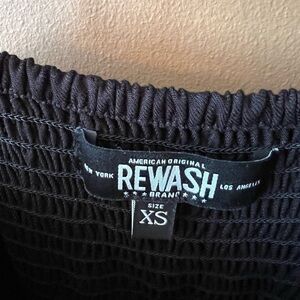 AMERICAN ORIGINAL
NEW YORK REWASH LOS ANGELES
BRAND
SIZE
XS